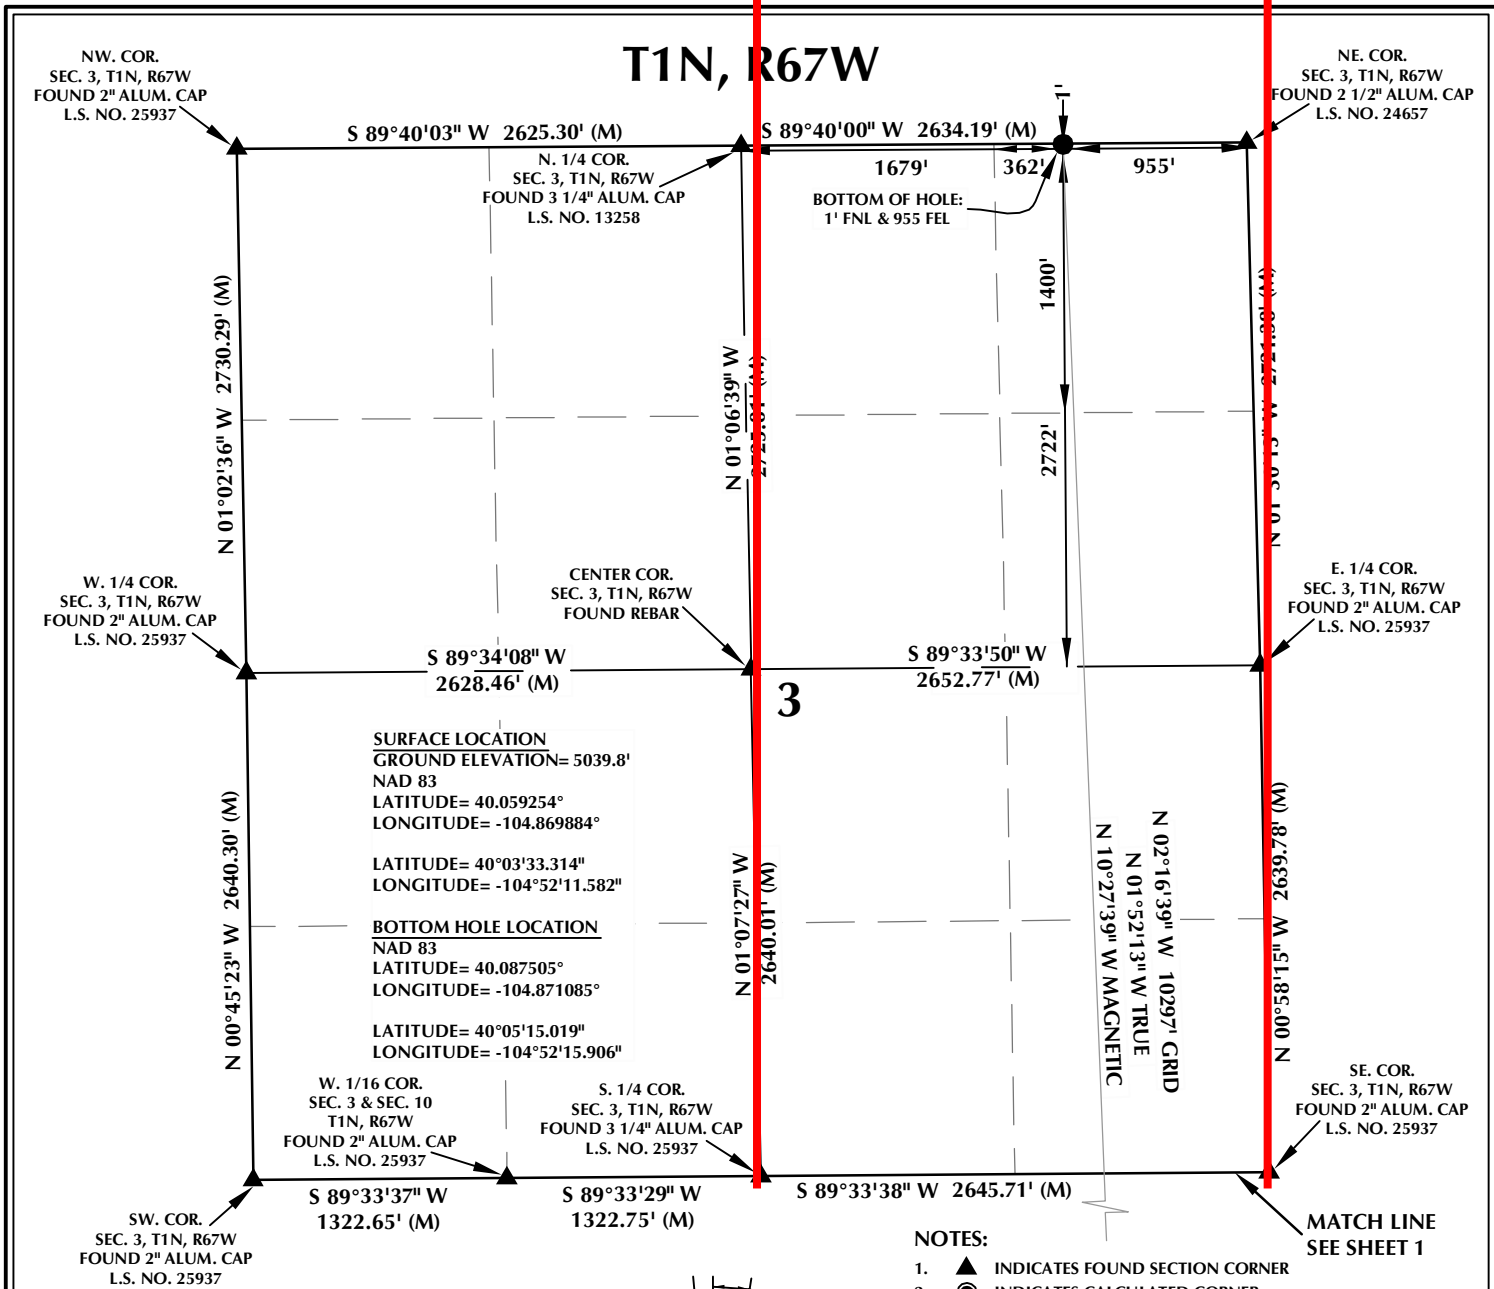 T1N, R67W
NW. COR.
SEC. 3, T1N, R67W
FOUND 2" ALUM. CAP
L.S. NO. 25937
NE. COR.
SEC. 3, T1N, R67W
FOUND 2 1/2" ALUM. CAP
L.S. NO. 24657
1'
S 89°40'03" W 2625.30' (M)
S 89°40'00" W 2634.19' (M)
N. 1/4 COR.
SEC. 3, T1N, R67W
FOUND 3 1/4" ALUM. CAP
L.S. NO. 13258
1679'
362'
955'
BOTTOM OF HOLE:
1' FNL & 955 FEL
1400'
2722'
N 01°02'36" W 2730.29' (M)
N 01°06'39" W
(M)
W
(M)
W. 1/4 COR.
SEC. 3, T1N, R67W
FOUND 2" ALUM. CAP
L.S. NO. 25937
CENTER COR.
SEC. 3, T1N, R67W
FOUND REBAR
E. 1/4 COR.
SEC. 3, T1N, R67W
FOUND 2" ALUM. CAP
L.S. NO. 25937
S 89°34'08" W
2628.46' (M)
S 89°33'50" W
2652.77' (M)
3
SURFACE LOCATION
GROUND ELEVATION= 5039.8'
NAD 83
LATITUDE= 40.059254°
LONGITUDE= -104.869884°
LATITUDE= 40°03'33.314"
LONGITUDE= -104°52'11.582"
BOTTOM HOLE LOCATION
NAD 83
LATITUDE= 40.087505°
LONGITUDE= -104.871085°
LATITUDE= 40°05'15.019"
LONGITUDE= -104°52'15.906"
N 00°45'23" W 2640.30' (M)
N 01°07'27" W
2640.01' (M)
N 02°16'39" W 10297' GRID
N 01°52'13" W TRUE
N 10°27'39" W MAGNETIC
N 00°58'15" W 2639.78' (M)
W. 1/16 COR.
SEC. 3 & SEC. 10
T1N, R67W
FOUND 2" ALUM. CAP
L.S. NO. 25937
S. 1/4 COR.
SEC. 3, T1N, R67W
FOUND 3 1/4" ALUM. CAP
L.S. NO. 25937
SE. COR.
SEC. 3, T1N, R67W
FOUND 2" ALUM. CAP
L.S. NO. 25937
S 89°33'37" W
1322.65' (M)
S 89°33'29" W
1322.75' (M)
S 89°33'38" W 2645.71' (M)
SW. COR.
SEC. 3, T1N, R67W
FOUND 2" ALUM. CAP
L.S. NO. 25937
MATCH LINE
SEE SHEET 1
NOTES:
1. INDICATES FOUND SECTION CORNER
INDICATES CALCULATED CORNER